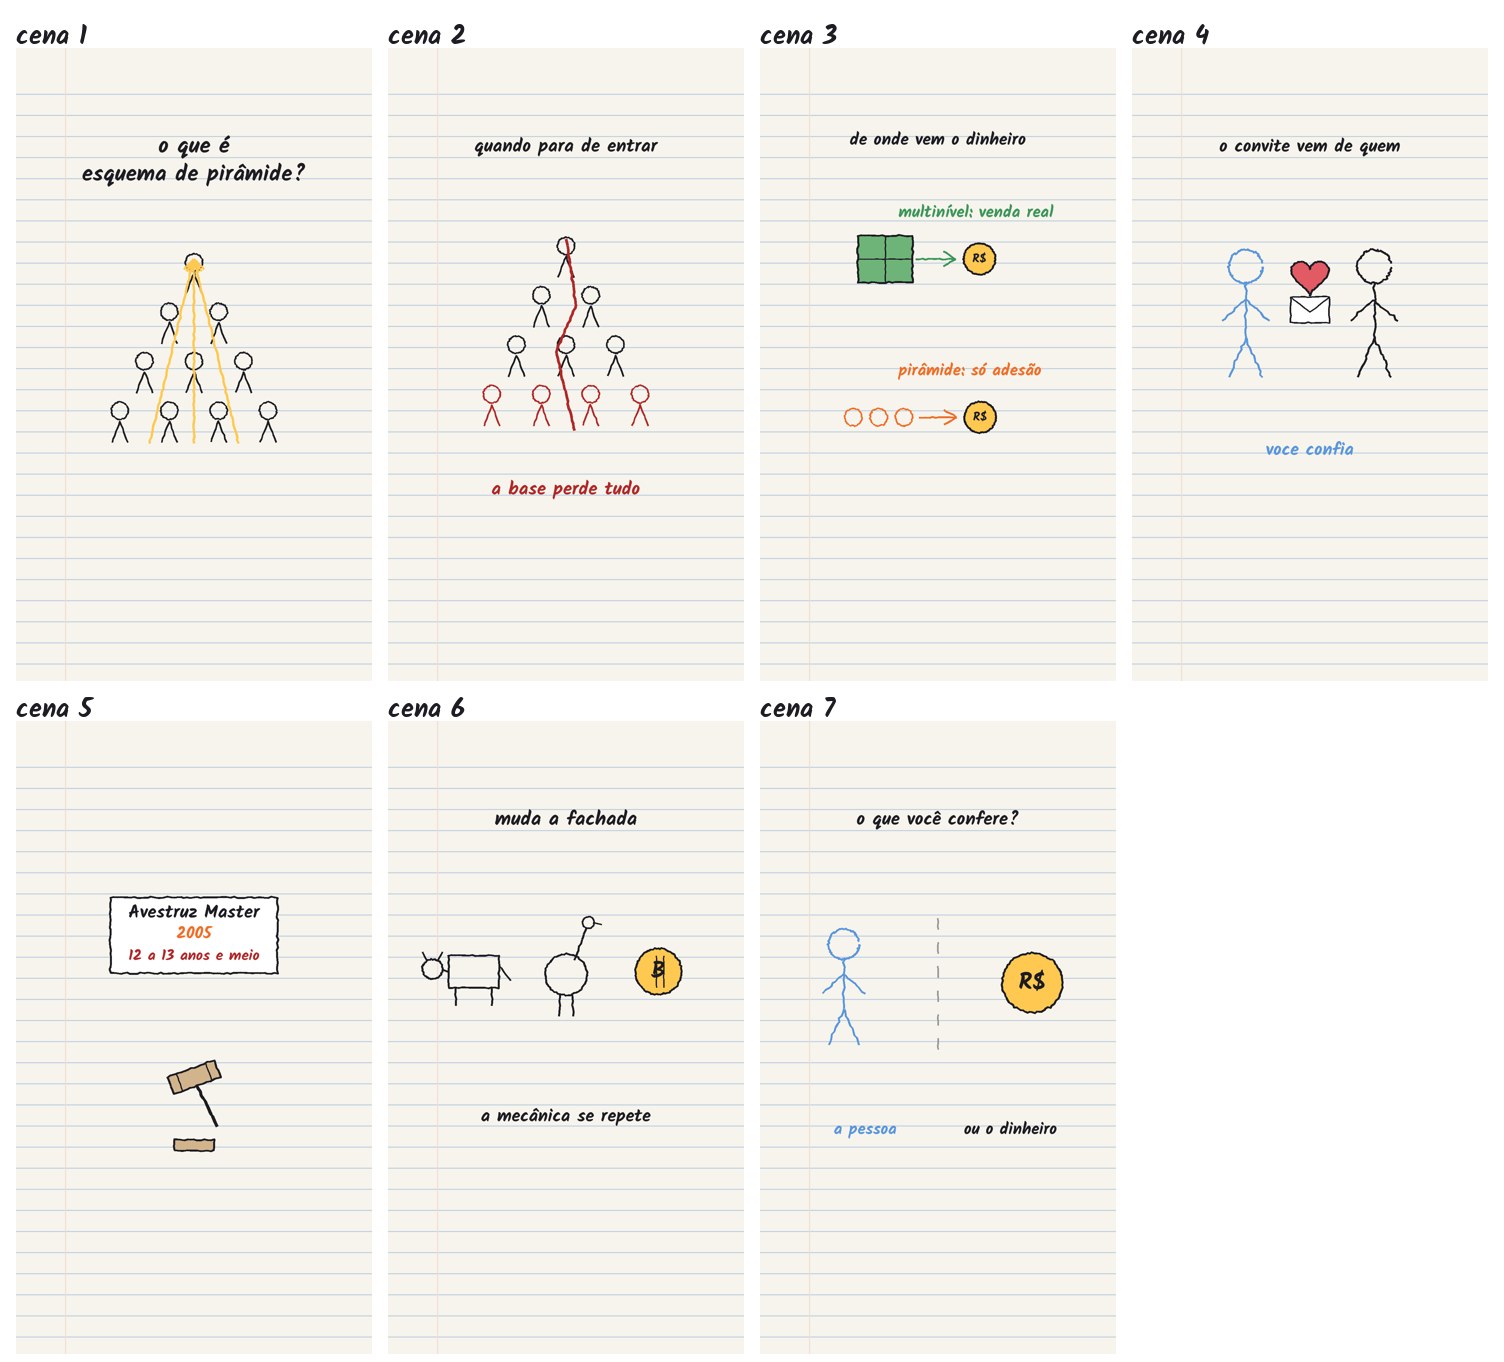 cena 1
o que é
esquema de pirâmide?
cena 2
quando para de entrar
a base perde tudo
cena 3
de onde vem o dinheiro
multinível: venda real
R$
pirâmide: só adesão
R$
cena 4
o convite vem de quem
voce confia
cena 5
Avestruz Master
2005
12 a 13 anos e meio
cena 6
muda a fachada
B
a mecânica se repete
cena 7
o que você confere?
R$
a pessoa
ou o dinheiro